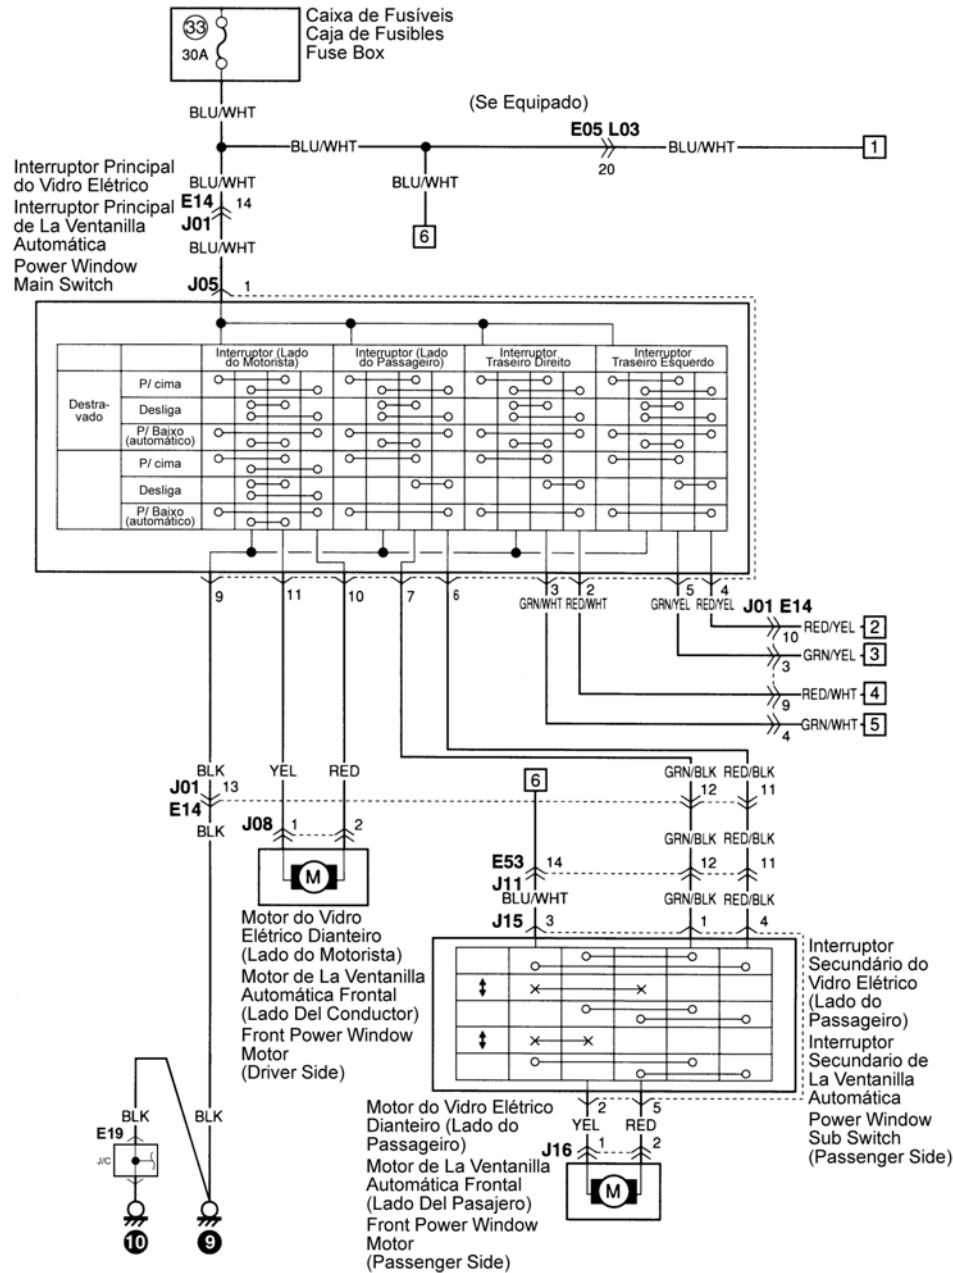 Caixa de Fusíveis
Caja de Fusibles
Fuse Box
33
30A
BLU/WHT
(Se Equipado)
E05 L03
BLU/WHT
BLU/WHT
1
20
Interruptor Principal
do Vidro Elétrico
Interruptor Principal
de La Ventanilla
Automática
Power Window
Main Switch
BLU/WHT
E14 14
J01
BLU/WHT
BLU/WHT
6
J05 1
Interruptor (Lado
do Motorista)
Interruptor (Lado
do Passageiro)
Interruptor
Traseiro Direito
Interruptor
Traseiro Esquerdo
Destra-
vado
P/ cima
Desliga
P/ Baixo
(automático)
P/ cima
Desliga
P/ Baixo
(automático)
9 11 10 7 6 3 2 5 4
GRN/WHT RED/WHT GRN/YEL RED/YEL
J01 E14
10 RED/YEL 2
3 GRN/YEL 3
9 RED/WHT 4
4 GRN/WHT 5
BLK YEL RED
J01 13
E14
BLK
6
GRN/BLK RED/BLK
12 11
GRN/BLK RED/BLK
J08 1 2
M
E53 14 12 11
J11
BLU/WHT GRN/BLK RED/BLK
J15 3 1 4
Motor do Vidro
Elétrico Dianteiro
(Lado do Motorista)
Motor de La Ventanilla
Automática Frontal
(Lado Del Conductor)
Front Power Window
Motor
(Driver Side)
Interruptor
Secundário do
Vidro Elétrico
(Lado do
Passageiro)
Interruptor
Secundario de
La Ventanilla
Automática
Power Window
Sub Switch
(Passenger Side)
2 5
YEL RED
J16 1 2
M
Motor do Vidro Elétrico
Dianteiro (Lado do
Passageiro)
Motor de La Ventanilla
Automática Frontal
(Lado Del Pasajero)
Front Power Window
Motor
(Passenger Side)
BLK BLK
E19
J/C
10 9